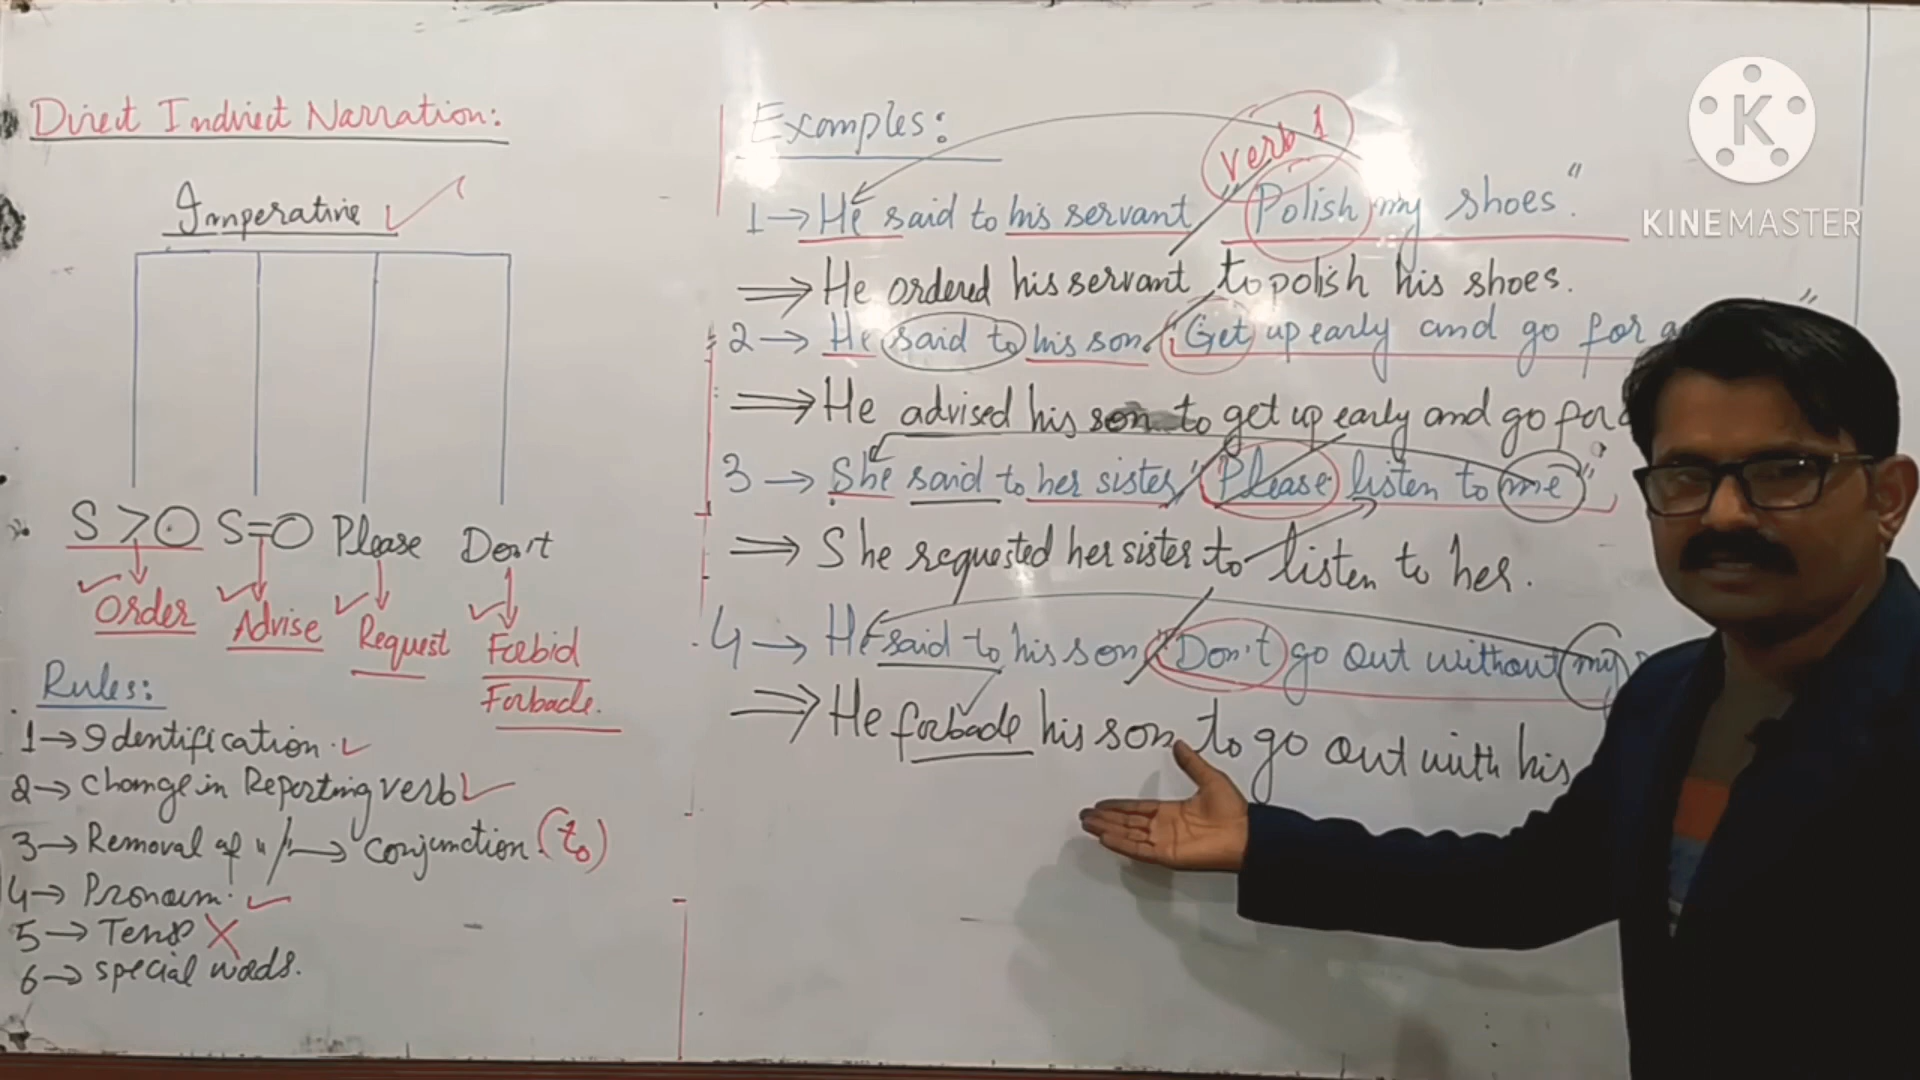 Direct Indirect Narration:
Imperative ✓
S>O S=O Please Don't
Order Advise Request Forbid
Forbade.
Rules:
1→ Identification. ✓
2→ Change in Reporting verb ✓
3→ Removal of " " → conjunction. (to)
4→ Pronoun. ✓
5→ Tense X
6→ special words.
Examples:
verb 1
1→ He said to his servant "Polish my shoes".
⇒ He ordered his servant to polish his shoes.
2→ He said to his son "Get up early and go for a
⇒ He advised his son to get up early and go for
3→ She said to her sister "Please listen to me"
⇒ She requested her sister to listen to her.
4→ He said to his son "Don't go out without my
⇒ He forbade his son to go out with his
K
KINEMASTER